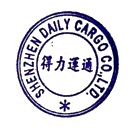 SHENZHEN DAILY CARGO CO.,LTD.
得力運通
*